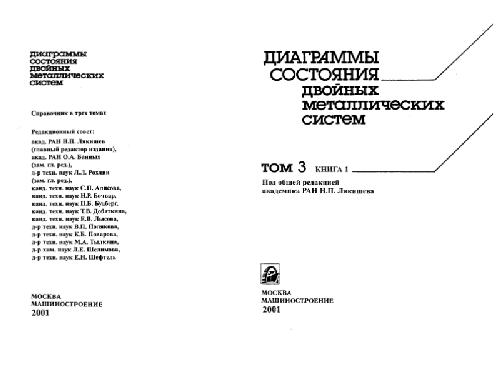 ДИАГРАММЫ
СОСТОЯНИЯ
ДВОЙНЫХ
МЕТАЛЛИЧЕСКИХ
СИСТЕМ
Справочник в трех томах
Редакционный совет:
акад. РАН Н.П. Лякишев
(главный редактор издания),
акад. РАН О.А. Банных
(зам. гл. ред.),
д-р техн. наук Л.Л. Рохлин
(зам. гл. ред.),
канд. техн. наук С.П. Алисова,
канд. техн. наук Н.Р. Бочвар,
канд. техн. наук П.Б. Будберг,
канд. техн. наук Т.В. Добаткина,
канд. техн. наук Е.В. Лысова,
д-р техн. наук В.П.
д-р техн. наук К.Б. Поварова,
д-р техн. наук М.А. Тылкина,
д-р хим. наук Л.Е. Шелимова,
д-р техн. наук Е.И. Шефталь
МОСКВА
МАШИНОСТРОЕНИЕ
2001
ДИАГРАММЫ
СОСТОЯНИЯ
ДВОЙНЫХ
МЕТАЛЛИЧЕСКИХ
СИСТЕМ
ТОМ 3 КНИГА 1
Под общей редакцией
академика РАН Н.П. Лякишева
МОСКВА
МАШИНОСТРОЕНИЕ
2001